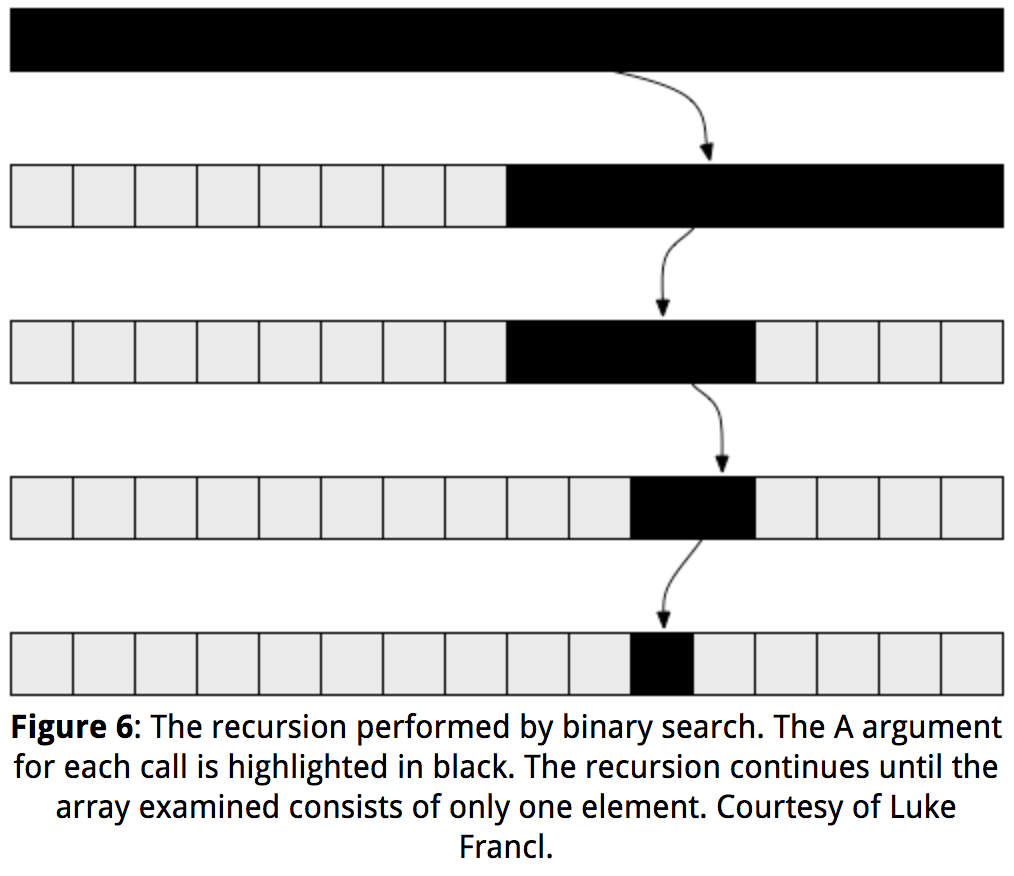 Figure 6: The recursion performed by binary search. The A argument
for each call is highlighted in black. The recursion continues until the
array examined consists of only one element. Courtesy of Luke
Francl.